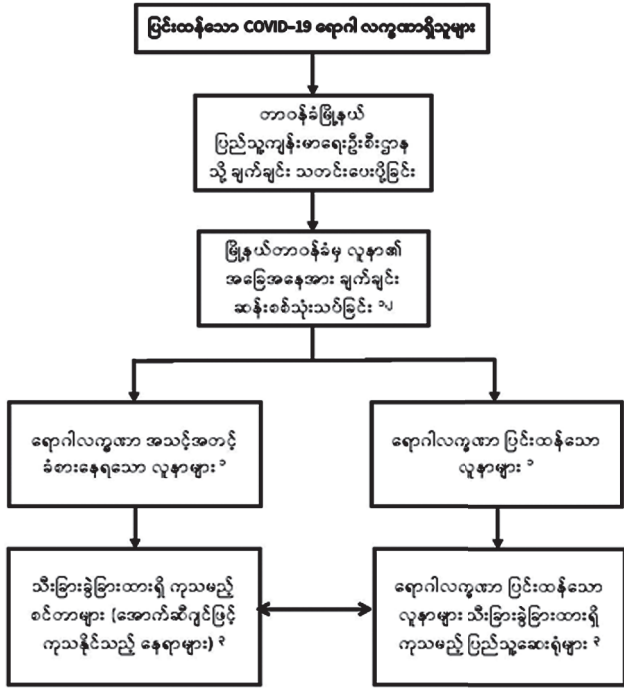 ပြင်းထန်သော COVID–19 ရောဂါ လက္ခဏာရှိသူများ
တာဝန်ခံမြို့နယ်
ပြည်သူ့ကျန်းမာရေးဦးစီးဌာန
သို့ ချက်ချင်း သတင်းပေးပို့ခြင်း
မြို့နယ်တာဝန်ခံမှ လူနာ၏
အခြေအနေအား ချက်ချင်း
ဆန်းစစ်သုံးသပ်ခြင်း ၁၂
ရောဂါလက္ခဏာ အသင့်အတင့်
ခံစားနေရသော လူနာများ ၁
ရောဂါလက္ခဏာ ပြင်းထန်သော
လူနာများ ၁
သီးခြားခွဲခြားထားရှိ ကုသမည့်
စင်တာများ (အောက်ဆီဂျင်ဖြင့်
ကုသနိုင်သည့် နေရာများ) ၃
ရောဂါလက္ခဏာ ပြင်းထန်သော
လူနာများ သီးခြားခွဲခြားထားရှိ
ကုသမည့် ပြည်သူ့ဆေးရုံများ ၃